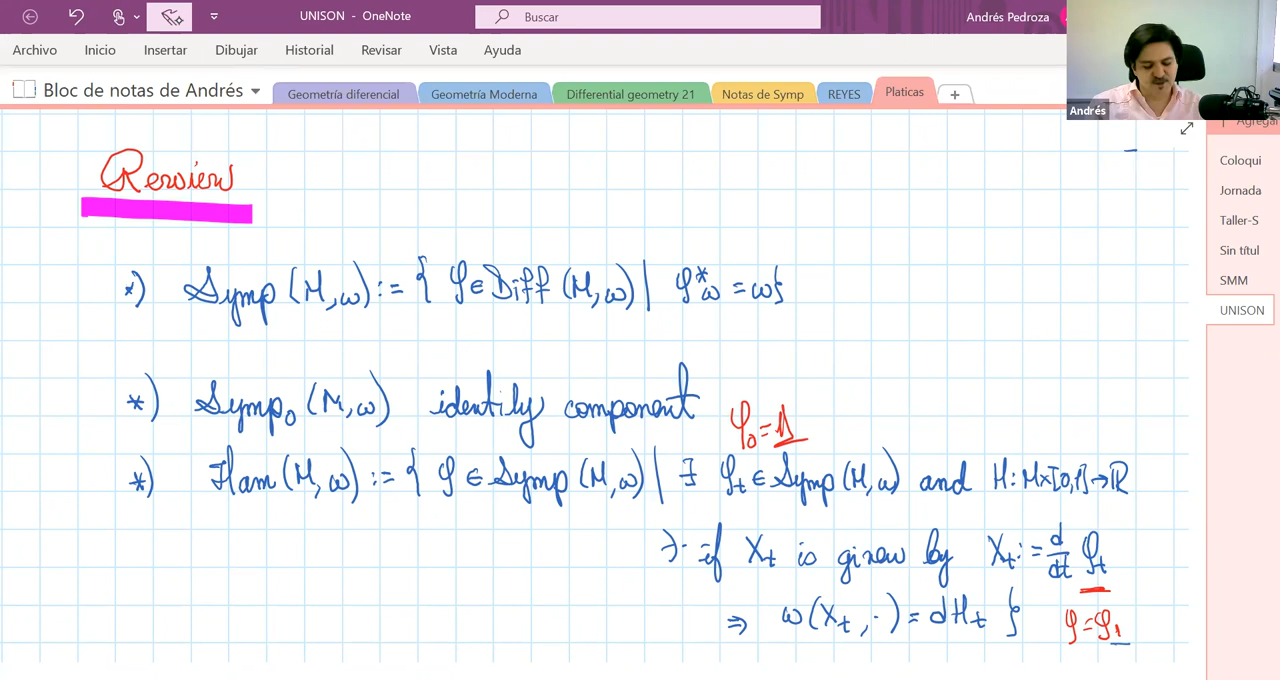 UNISON - OneNote
Buscar
Andrés Pedroza
Archivo Inicio Insertar Dibujar Historial Revisar Vista Ayuda
Bloc de notas de Andrés
Geometría diferencial Geometría Moderna Differential geometry 21 Notas de Symp REYES Platicas
Andrés
Agregar
Coloqui
Jornada
Taller-S
Sin títul
SMM
UNISON
Review
*) Symp(M,ω) := { φ ∈ Diff(M,ω) | φ*ω = ω }
*) Symp₀(M,ω) identity component
φ₀ = 1
*) Ham(M,ω) := { φ ∈ Symp(M,ω) | ∃ φₜ ∈ Symp(M,ω) and H: M×[0,1]→ℝ
∋· if Xₜ is given by Xₜ := d/dt φₜ
⇒ ω(Xₜ, ·) = dHₜ } φ = φ₁